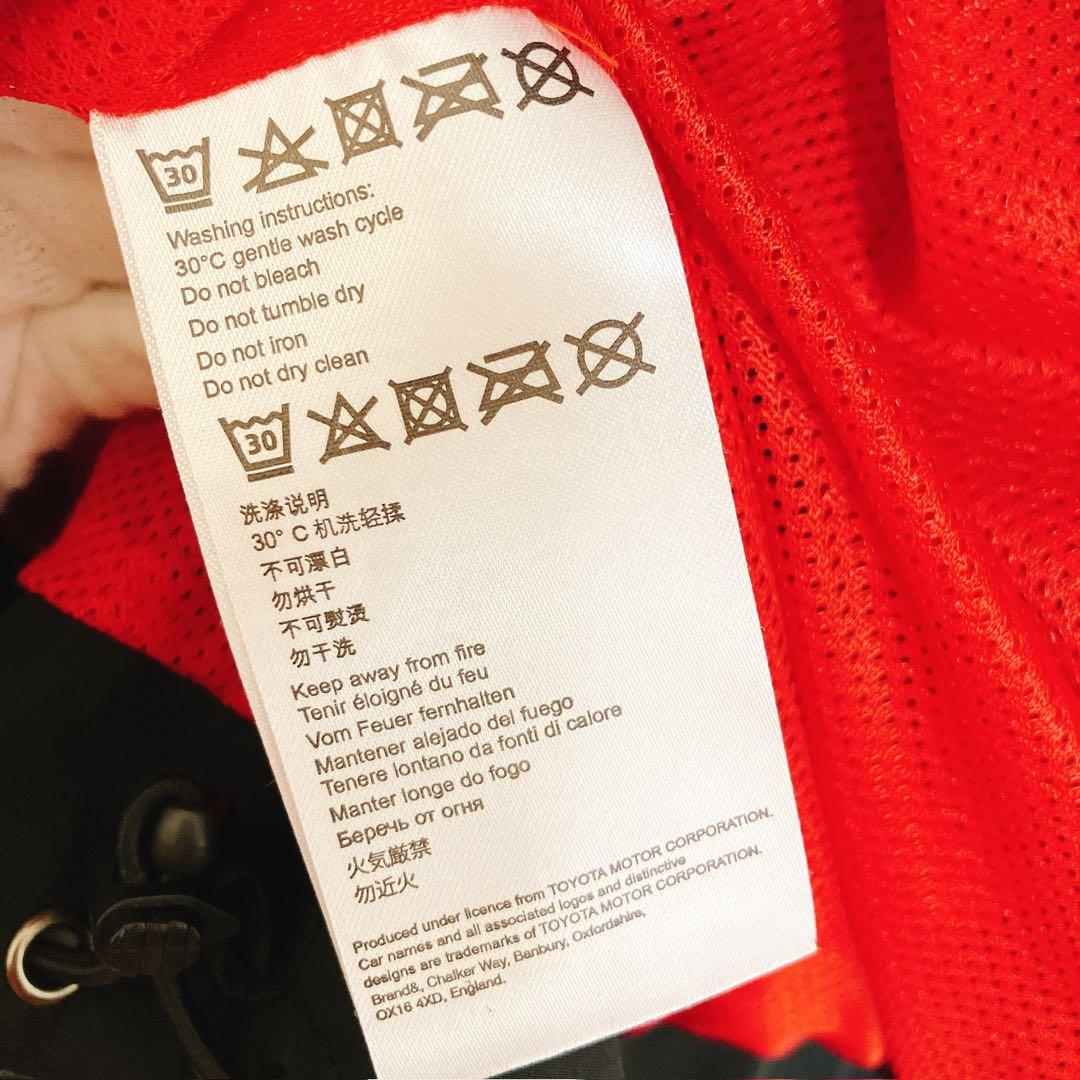 30
Washing instructions:
30°C gentle wash cycle
Do not bleach
Do not tumble dry
Do not iron
Do not dry clean
30
洗涤说明
30° C 机洗轻揉
不可漂白
勿烘干
不可熨烫
勿干洗
Keep away from fire
Tenir éloigné du feu
Vom Feuer fernhalten
Mantener alejado del fuego
Tenere lontano da fonti di calore
Manter longe do fogo
Беречь от огня
火気厳禁
勿近火
Produced under licence from TOYOTA MOTOR CORPORATION.
Car names and all associated logos and distinctive
designs are trademarks of TOYOTA MOTOR CORPORATION.
Brand&, Chalker Way, Banbury, Oxfordshire,
OX16 4XD, England.